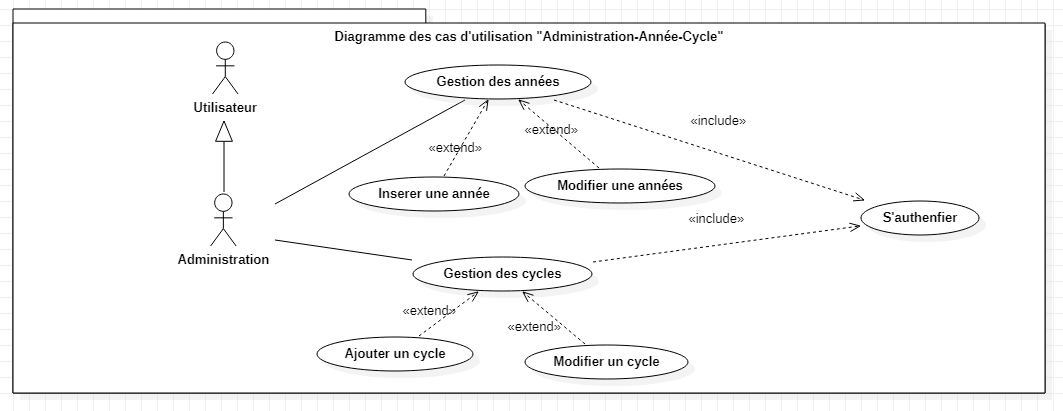 Diagramme des cas d'utilisation "Administration-Année-Cycle"
Utilisateur
Gestion des années
«include»
«extend»
«extend»
Inserer une année
Modifier une années
S'authenfier
«include»
Administration
Gestion des cycles
«extend»
«extend»
Ajouter un cycle
Modifier un cycle